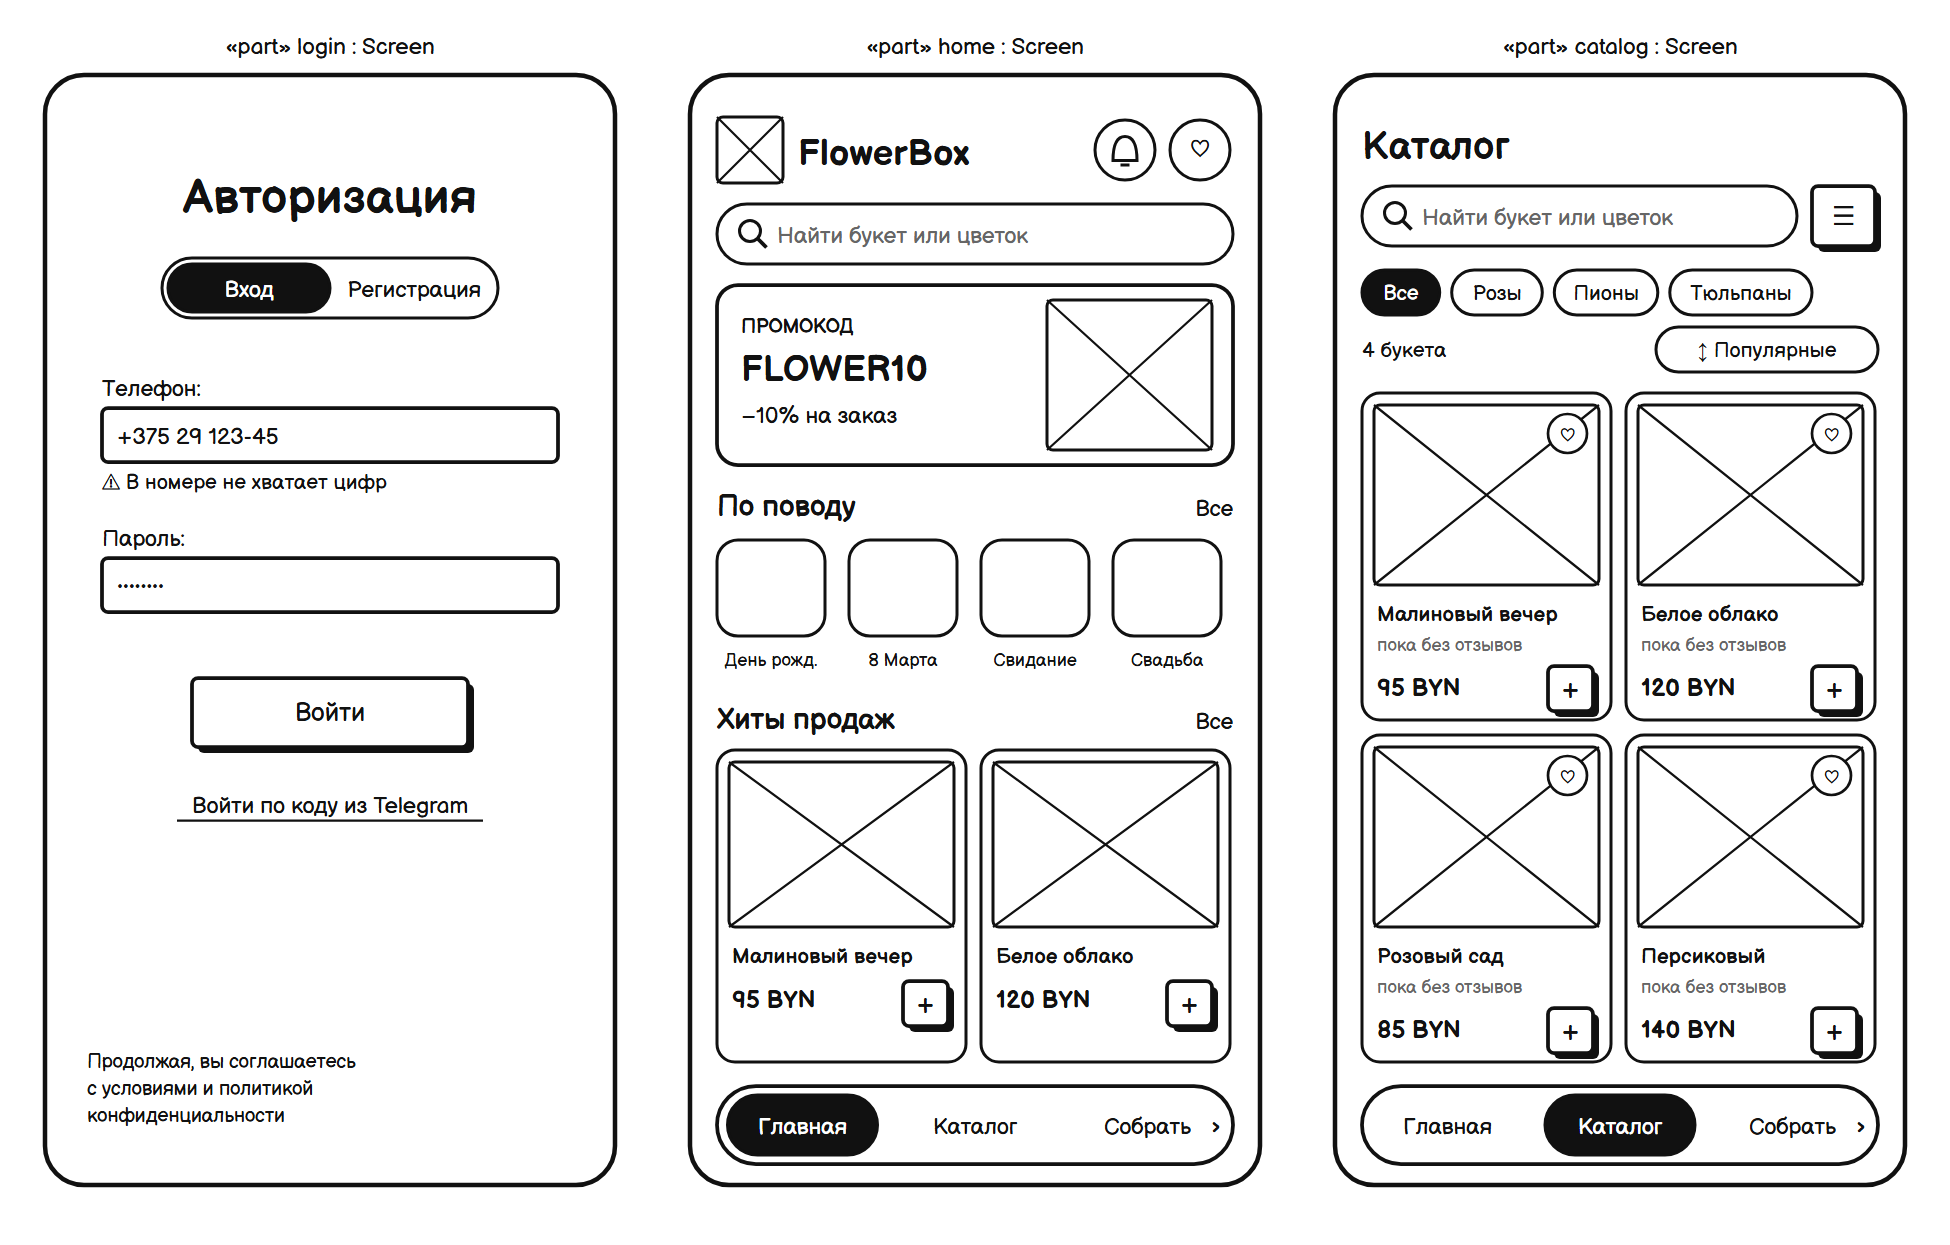 «part» login : Screen
Авторизация
Вход
Регистрация
Телефон:
+375 29 123-45
⚠ В номере не хватает цифр
Пароль:
········
Войти
Войти по коду из Telegram
Продолжая, вы соглашаетесь
с условиями и политикой
конфиденциальности
«part» home : Screen
FlowerBox
♡
Найти букет или цветок
ПРОМОКОД
FLOWER10
−10% на заказ
По поводу
Все
День рожд.
8 Марта
Свидание
Свадьба
Хиты продаж
Все
Малиновый вечер
95 BYN
+
Белое облако
120 BYN
+
Главная
Каталог
Собрать ›
«part» catalog : Screen
Каталог
Найти букет или цветок
☰
Все
Розы
Пионы
Тюльпаны
4 букета
↕ Популярные
♡
Малиновый вечер
пока без отзывов
95 BYN
+
♡
Белое облако
пока без отзывов
120 BYN
+
♡
Розовый сад
пока без отзывов
85 BYN
+
♡
Персиковый
пока без отзывов
140 BYN
+
Главная
Каталог
Собрать ›